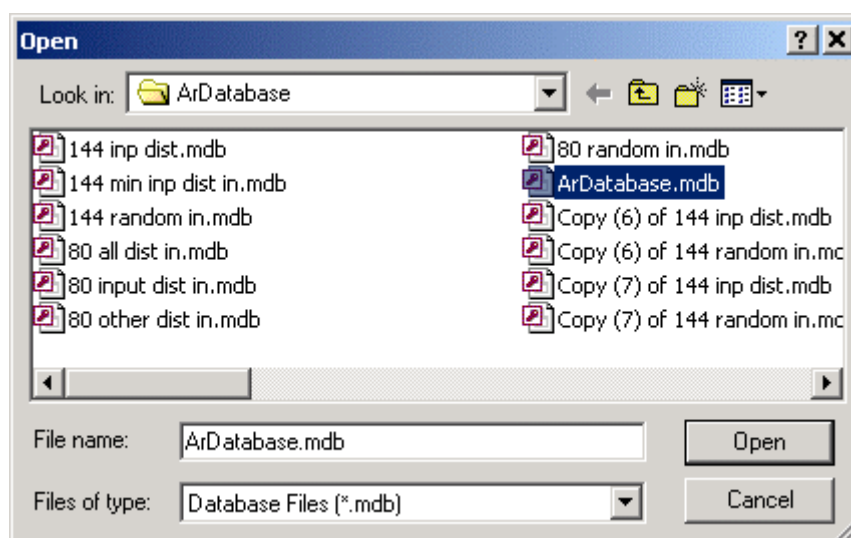 Open
Look in: ArDatabase
144 inp dist.mdb
144 min inp dist in.mdb
144 random in.mdb
80 all dist in.mdb
80 input dist in.mdb
80 other dist in.mdb
80 random in.mdb
ArDatabase.mdb
Copy (6) of 144 inp dist.mdb
Copy (6) of 144 random in.mc
Copy (7) of 144 inp dist.mdb
Copy (7) of 144 random in.mc
File name: ArDatabase.mdb Open
Files of type: Database Files (*.mdb) Cancel